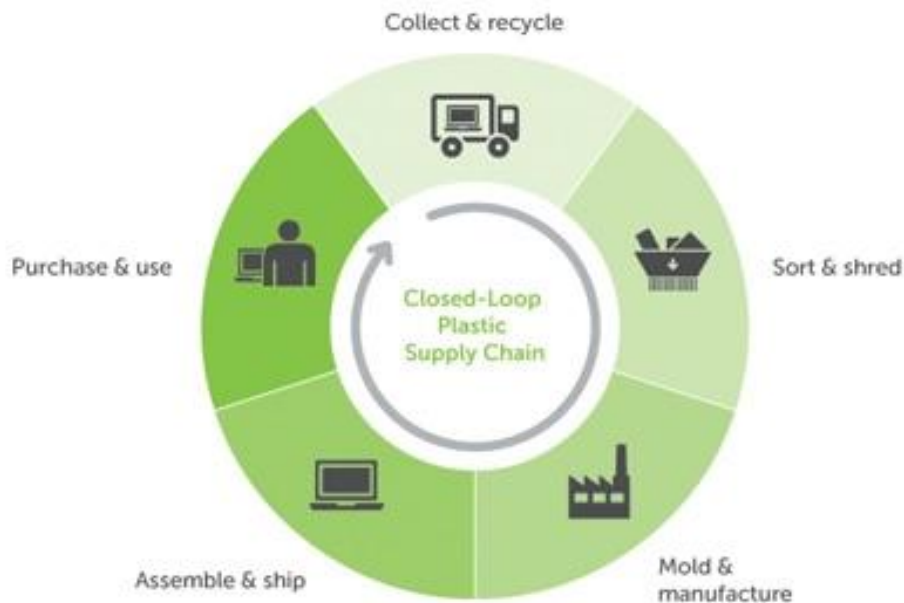 Collect & recycle
Purchase & use
Sort & shred
Closed-Loop
Plastic
Supply Chain
Assemble & ship
Mold &
manufacture